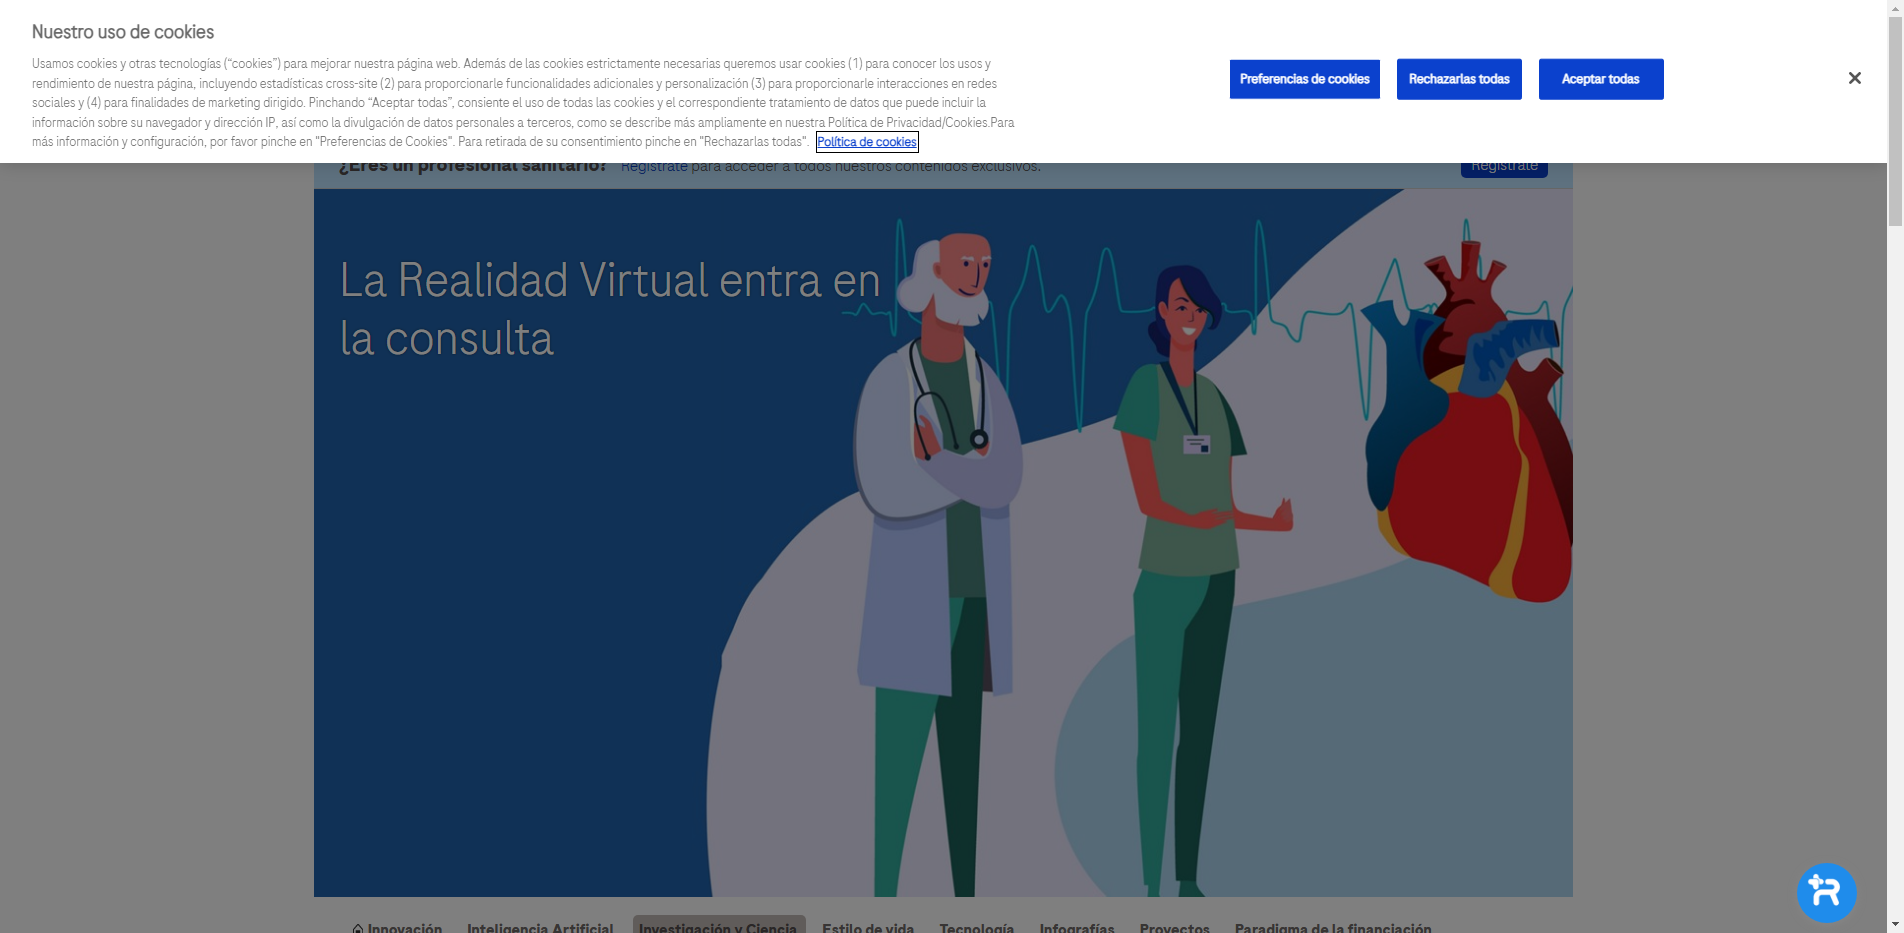 Nuestro uso de cookies
Usamos cookies y otras tecnologías (“cookies”) para mejorar nuestra página web. Además de las cookies estrictamente necesarias queremos usar cookies (1) para conocer los usos y
rendimiento de nuestra página, incluyendo estadísticas cross-site (2) para proporcionarle funcionalidades adicionales y personalización (3) para proporcionarle interacciones en redes
sociales y (4) para finalidades de marketing dirigido. Pinchando “Aceptar todas”, consiente el uso de todas las cookies y el correspondiente tratamiento de datos que puede incluir la
información sobre su navegador y dirección IP, así como la divulgación de datos personales a terceros, como se describe más ampliamente en nuestra Política de Privacidad/Cookies.Para
más información y configuración, por favor pinche en "Preferencias de Cookies". Para retirada de su consentimiento pinche en "Rechazarlas todas". Política de cookies
Preferencias de cookies
Rechazarlas todas
Aceptar todas
¿Eres un profesional sanitario? Regístrate para acceder a todos nuestros contenidos exclusivos.
Regístrate
La Realidad Virtual entra en
la consulta
Innovación Inteligencia Artificial Investigación y Ciencia Estilo de vida Tecnología Infografías Proyectos Paradigma de la financiación